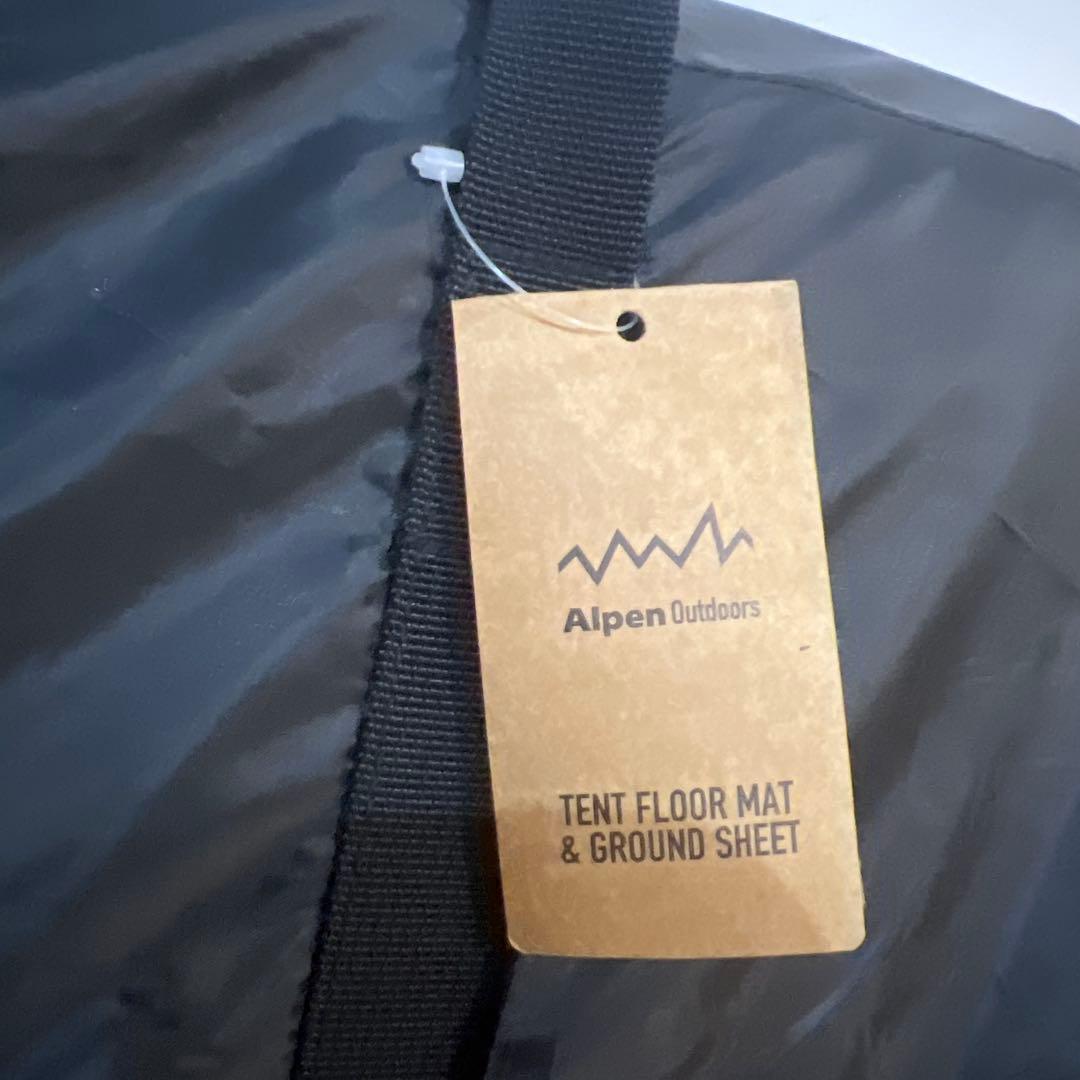 Alpen Outdoors
TENT FLOOR MAT
& GROUND SHEET